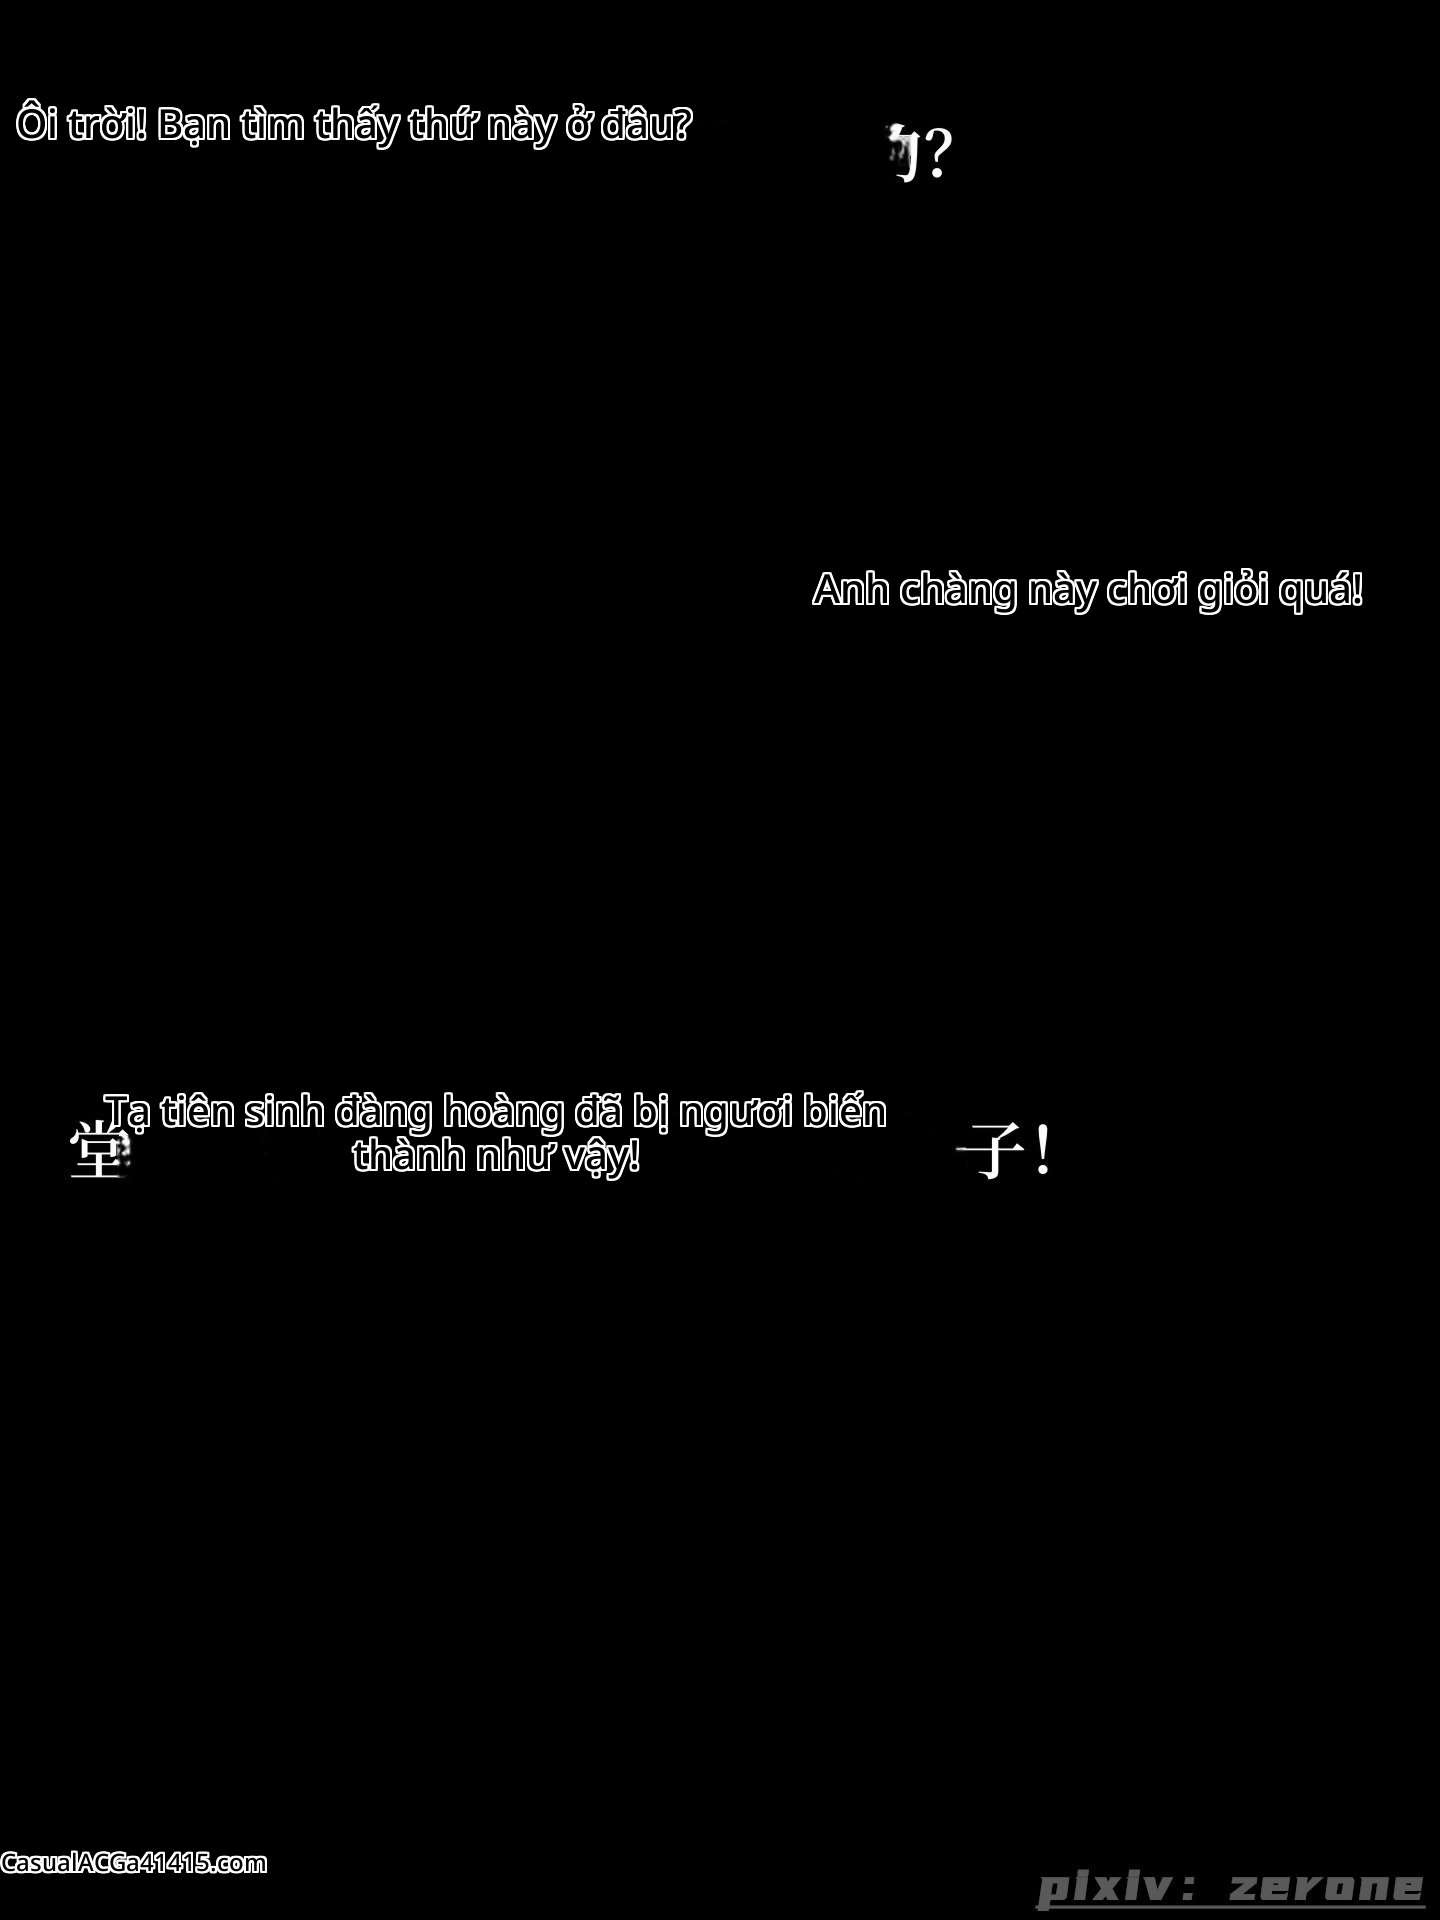 Ôi trời! Bạn tìm thấy thứ này ở đâu?
?
Anh chàng này chơi giỏi quá!
Tạ tiên sinh đàng hoàng đã bị ngươi biến
堂 thành như vậy! 子!
CasualACGa41415.com
pixiv: zerone